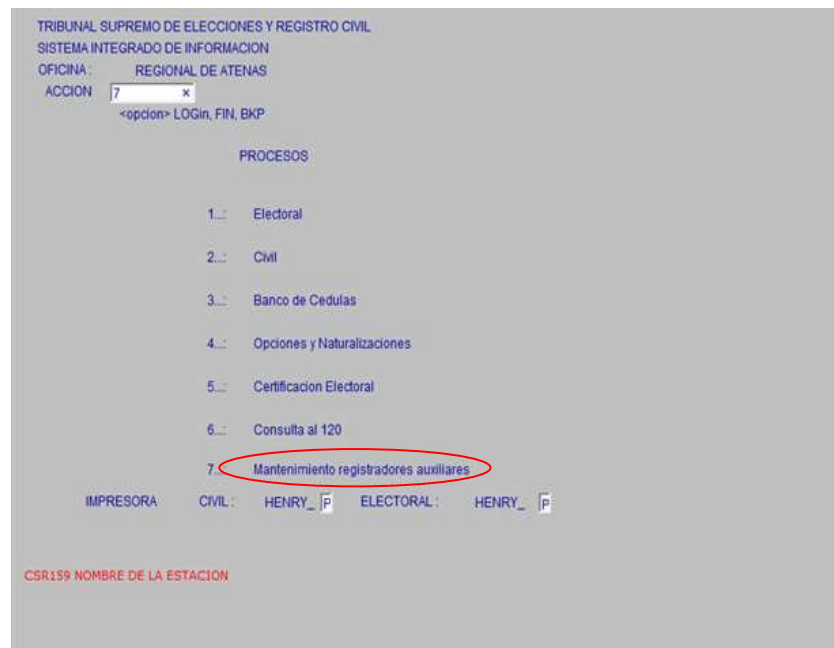 TRIBUNAL SUPREMO DE ELECCIONES Y REGISTRO CIVIL
SISTEMA INTEGRADO DE INFORMACION
OFICINA : REGIONAL DE ATENAS
ACCION 7 ×
<opcion> LOGin, FIN, BKP
PROCESOS
1...: Electoral
2...: Civil
3...: Banco de Cedulas
4...: Opciones y Naturalizaciones
5...: Certificacion Electoral
6...: Consulta al 120
7...: Mantenimiento registradores auxiliares
IMPRESORA CIVIL : HENRY_ P ELECTORAL : HENRY_ P
CSR159 NOMBRE DE LA ESTACION